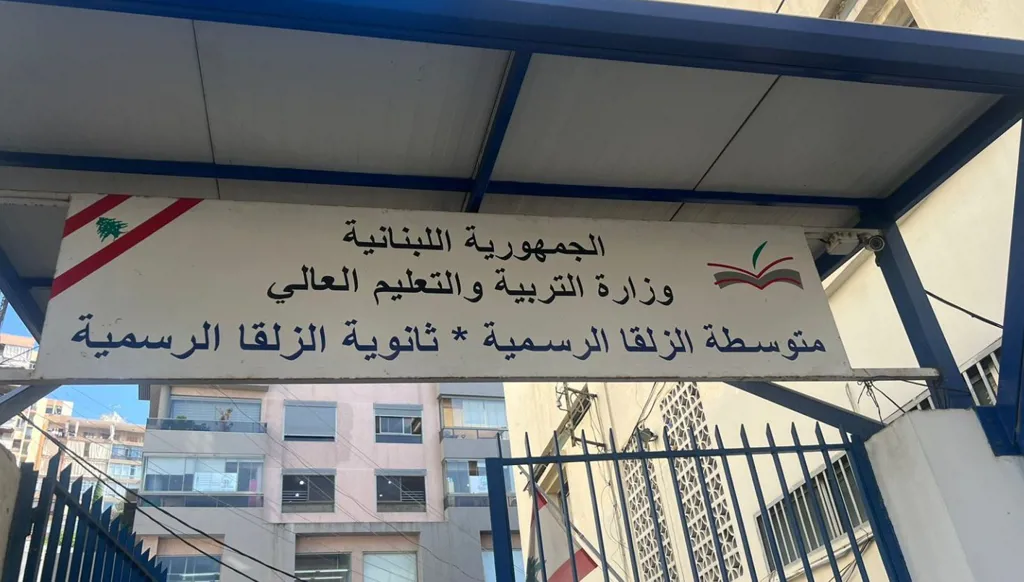 الجمهورية اللبنانية
وزارة التربية والتعليم العالي
متوسطة الزلقا الرسمية * ثانوية الزلقا الرسمية